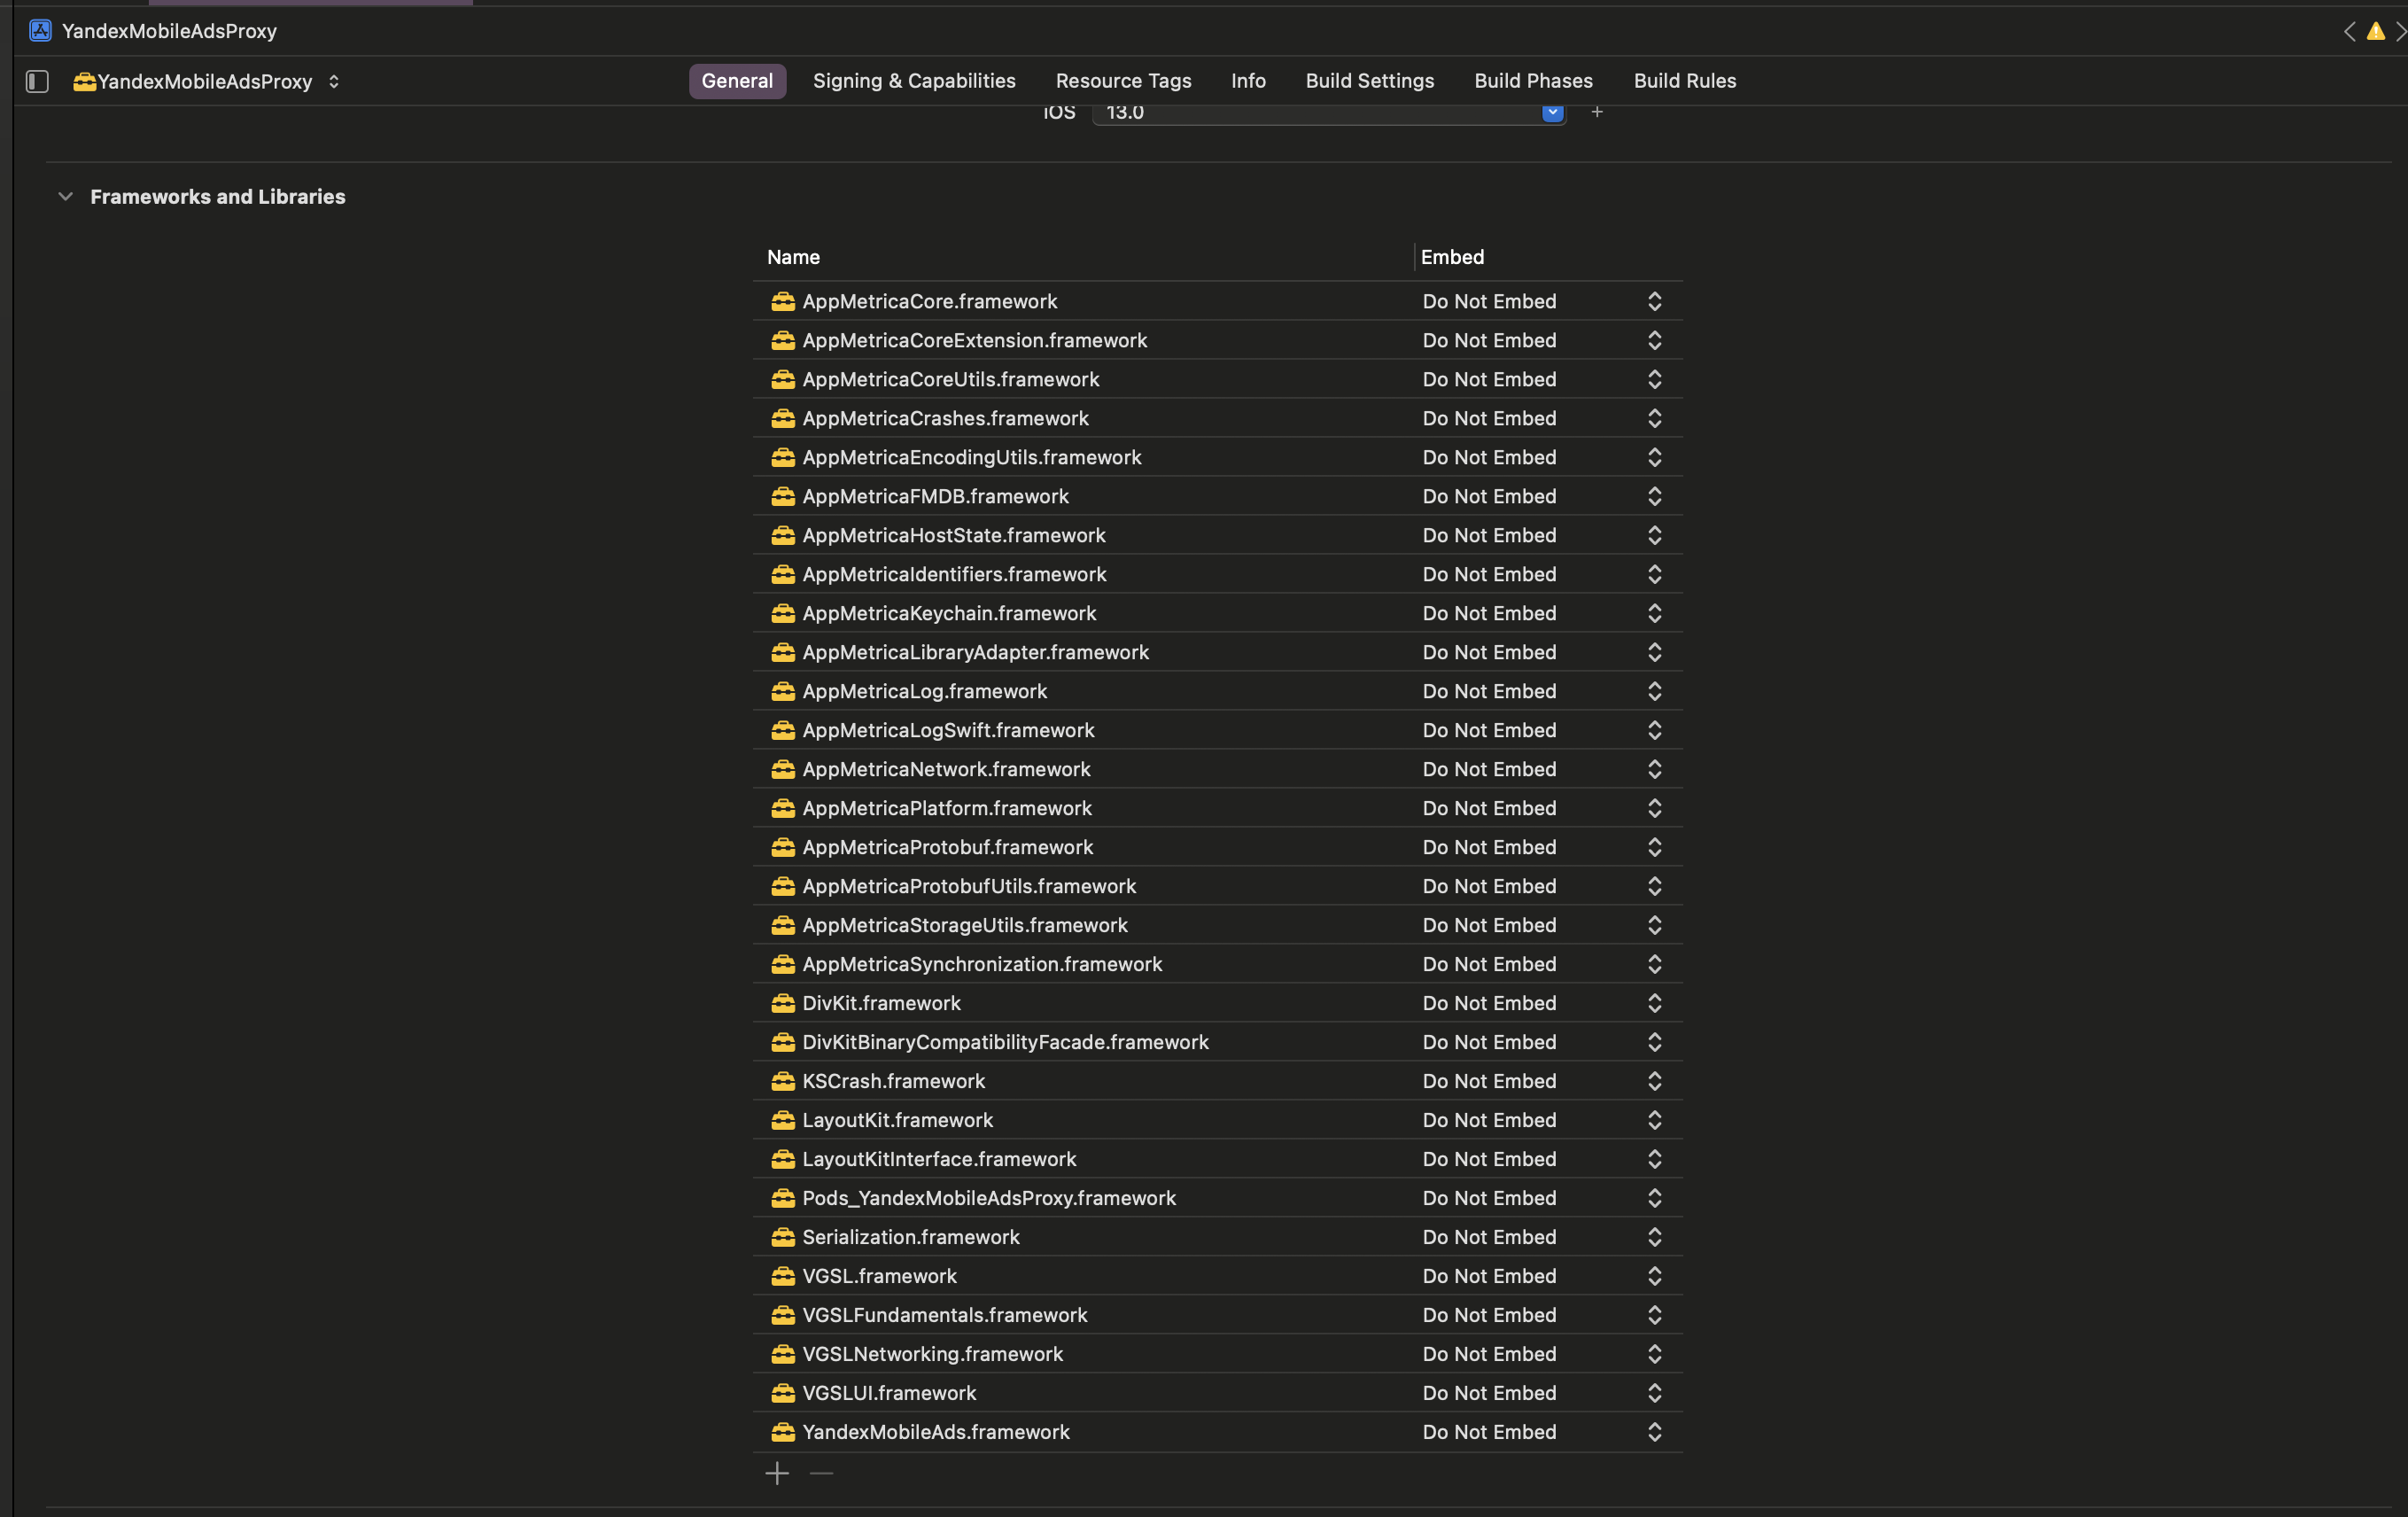 YandexMobileAdsProxy
YandexMobileAdsProxy General Signing & Capabilities Resource Tags Info Build Settings Build Phases Build Rules
iOS 13.0
Frameworks and Libraries
Name Embed
AppMetricaCore.framework Do Not Embed
AppMetricaCoreExtension.framework Do Not Embed
AppMetricaCoreUtils.framework Do Not Embed
AppMetricaCrashes.framework Do Not Embed
AppMetricaEncodingUtils.framework Do Not Embed
AppMetricaFMDB.framework Do Not Embed
AppMetricaHostState.framework Do Not Embed
AppMetricaIdentifiers.framework Do Not Embed
AppMetricaKeychain.framework Do Not Embed
AppMetricaLibraryAdapter.framework Do Not Embed
AppMetricaLog.framework Do Not Embed
AppMetricaLogSwift.framework Do Not Embed
AppMetricaNetwork.framework Do Not Embed
AppMetricaPlatform.framework Do Not Embed
AppMetricaProtobuf.framework Do Not Embed
AppMetricaProtobufUtils.framework Do Not Embed
AppMetricaStorageUtils.framework Do Not Embed
AppMetricaSynchronization.framework Do Not Embed
DivKit.framework Do Not Embed
DivKitBinaryCompatibilityFacade.framework Do Not Embed
KSCrash.framework Do Not Embed
LayoutKit.framework Do Not Embed
LayoutKitInterface.framework Do Not Embed
Pods_YandexMobileAdsProxy.framework Do Not Embed
Serialization.framework Do Not Embed
VGSL.framework Do Not Embed
VGSLFundamentals.framework Do Not Embed
VGSLNetworking.framework Do Not Embed
VGSLUI.framework Do Not Embed
YandexMobileAds.framework Do Not Embed